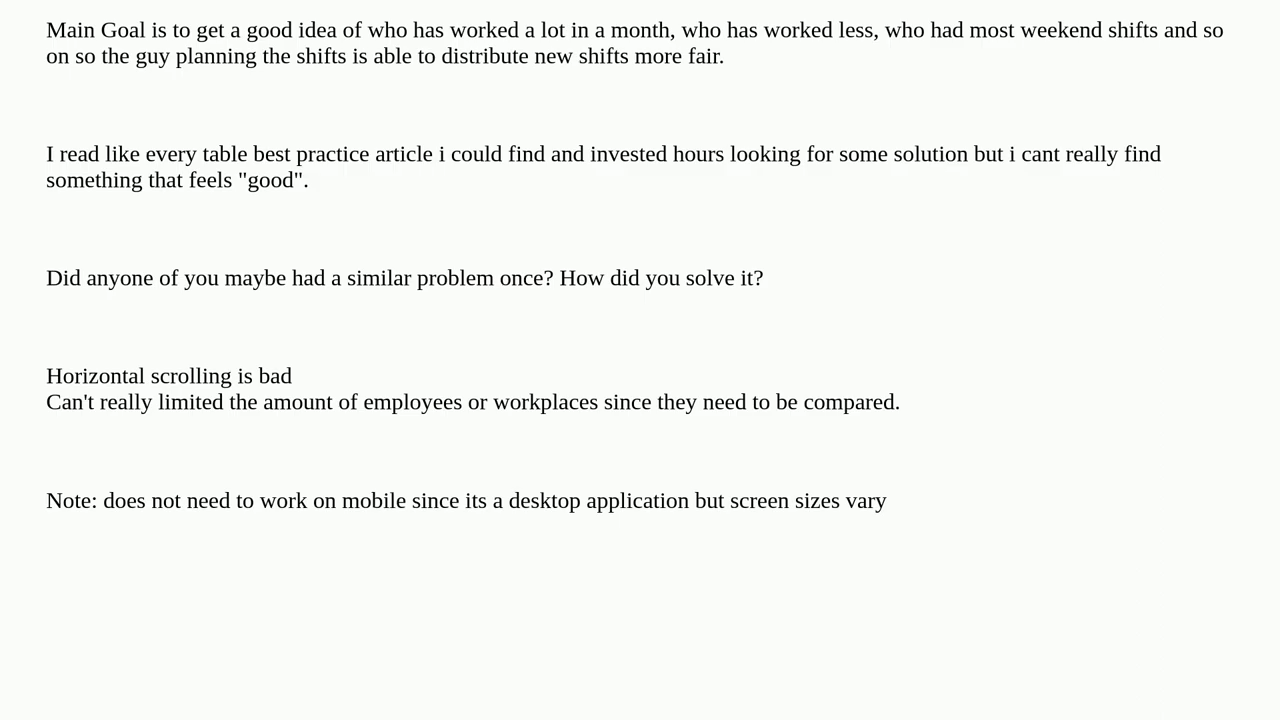 Main Goal is to get a good idea of who has worked a lot in a month, who has worked less, who had most weekend shifts and so
on so the guy planning the shifts is able to distribute new shifts more fair.
I read like every table best practice article i could find and invested hours looking for some solution but i cant really find
something that feels "good".
Did anyone of you maybe had a similar problem once? How did you solve it?
Horizontal scrolling is bad
Can't really limited the amount of employees or workplaces since they need to be compared.
Note: does not need to work on mobile since its a desktop application but screen sizes vary